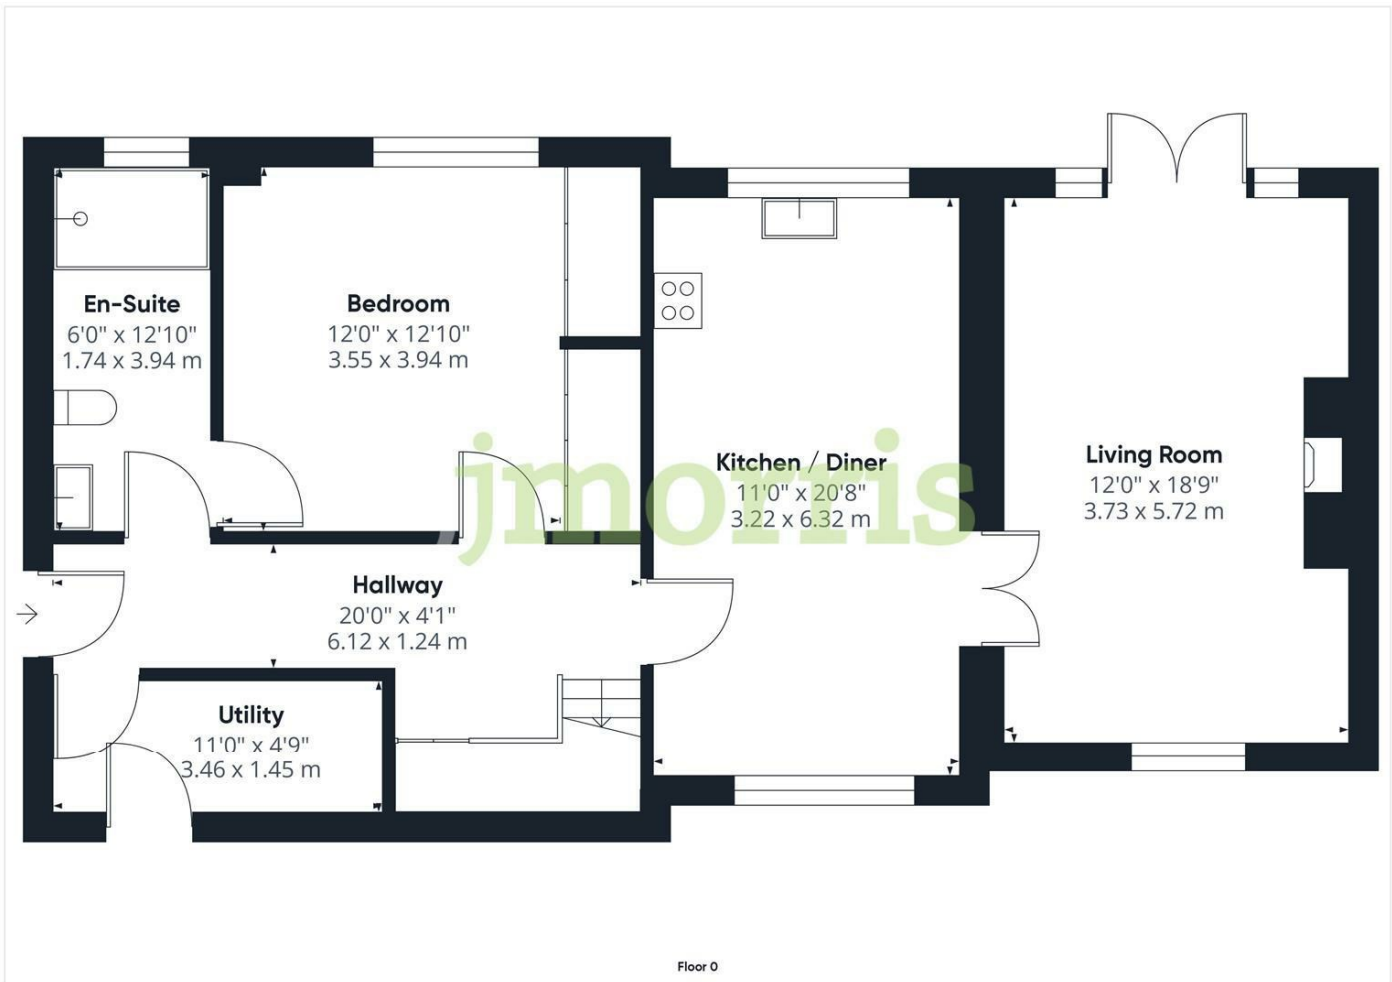 En-Suite
6'0" x 12'10"
1.74 x 3.94 m
Bedroom
12'0" x 12'10"
3.55 x 3.94 m
Kitchen / Diner
11'0" x 20'8"
3.22 x 6.32 m
Living Room
12'0" x 18'9"
3.73 x 5.72 m
jmorris
Hallway
20'0" x 4'1"
6.12 x 1.24 m
Utility
11'0" x 4'9"
3.46 x 1.45 m
Floor 0